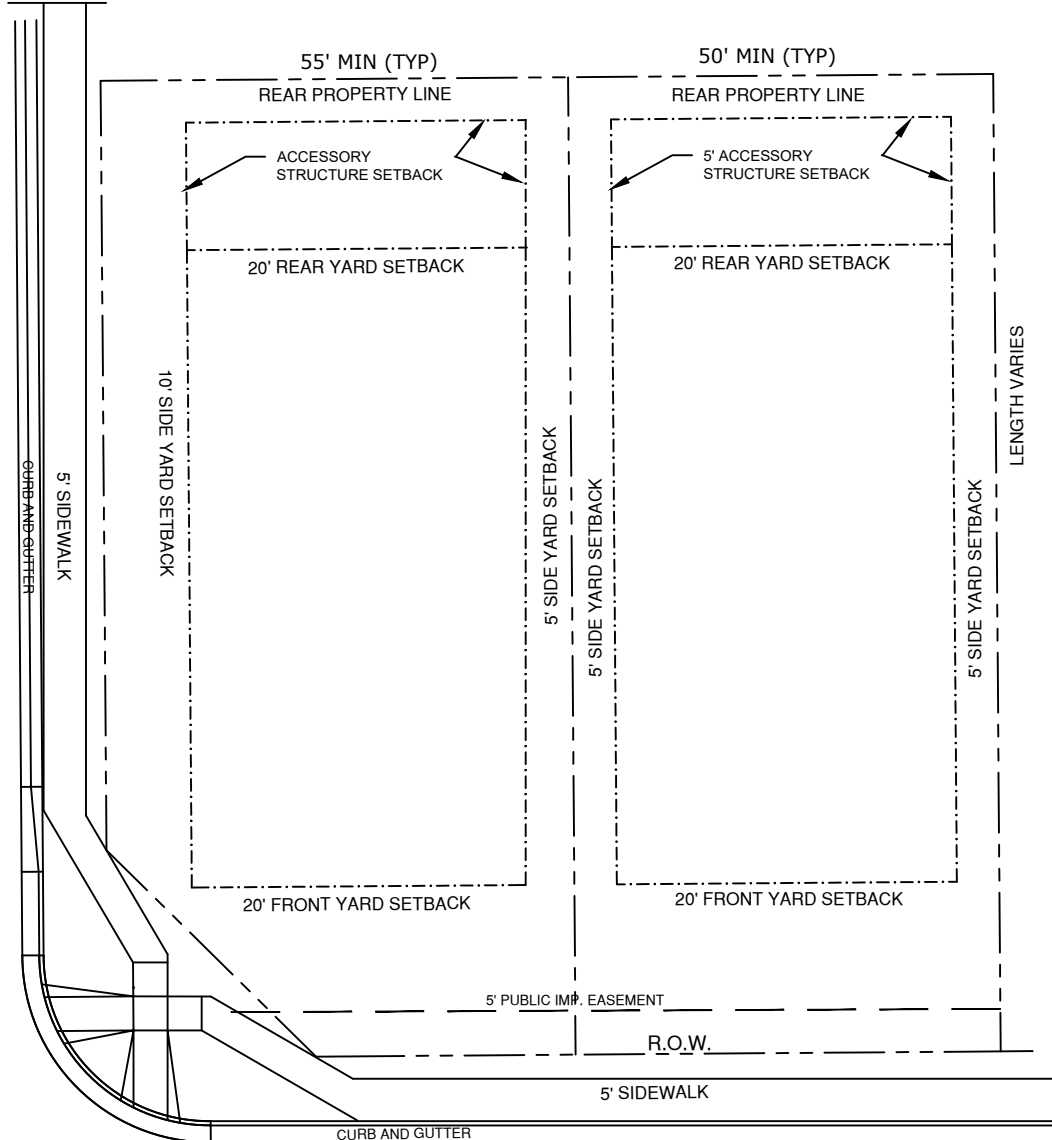 55' MIN (TYP)
50' MIN (TYP)
REAR PROPERTY LINE
REAR PROPERTY LINE
ACCESSORY
STRUCTURE SETBACK
5' ACCESSORY
STRUCTURE SETBACK
20' REAR YARD SETBACK
20' REAR YARD SETBACK
LENGTH VARIES
10' SIDE YARD SETBACK
5' SIDE YARD SETBACK
5' SIDE YARD SETBACK
5' SIDE YARD SETBACK
CURB AND GUTTER
5' SIDEWALK
20' FRONT YARD SETBACK
20' FRONT YARD SETBACK
5' PUBLIC IMP. EASEMENT
R.O.W.
5' SIDEWALK
CURB AND GUTTER